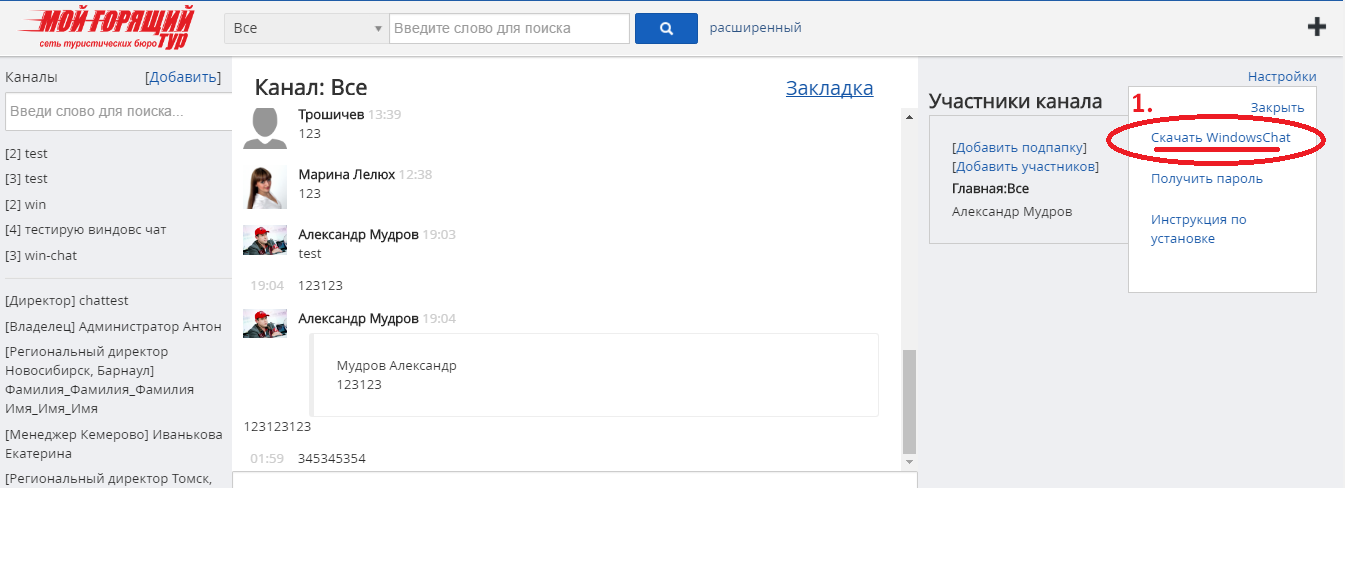 МОЙ ГОРЯЩИЙ
сеть туристических бюро ТУР
Все
Введите слово для поиска
расширенный
Каналы [Добавить]
Введи слово для поиска...
[2] test
[3] test
[2] win
[4] тестирую виндовс чат
[3] win-chat
[Директор] chattest
[Владелец] Администратор Антон
[Региональный директор
Новосибирск, Барнаул]
Фамилия_Фамилия_Фамилия
Имя_Имя_Имя
[Менеджер Кемерово] Иванькова
Екатерина
[Региональный директор Томск,
Канал: Все
Закладка
Трошичев 13:39
123
Марина Лелюх 12:38
123
Александр Мудров 19:03
test
19:04 123123
Александр Мудров 19:04
Мудров Александр
123123
123123123
01:59 345345354
Участники канала
[Добавить подпапку]
[Добавить участников]
Главная:Все
Александр Мудров
Настройки
1.
Закрыть
Скачать WindowsChat
Получить пароль
Инструкция по
установке